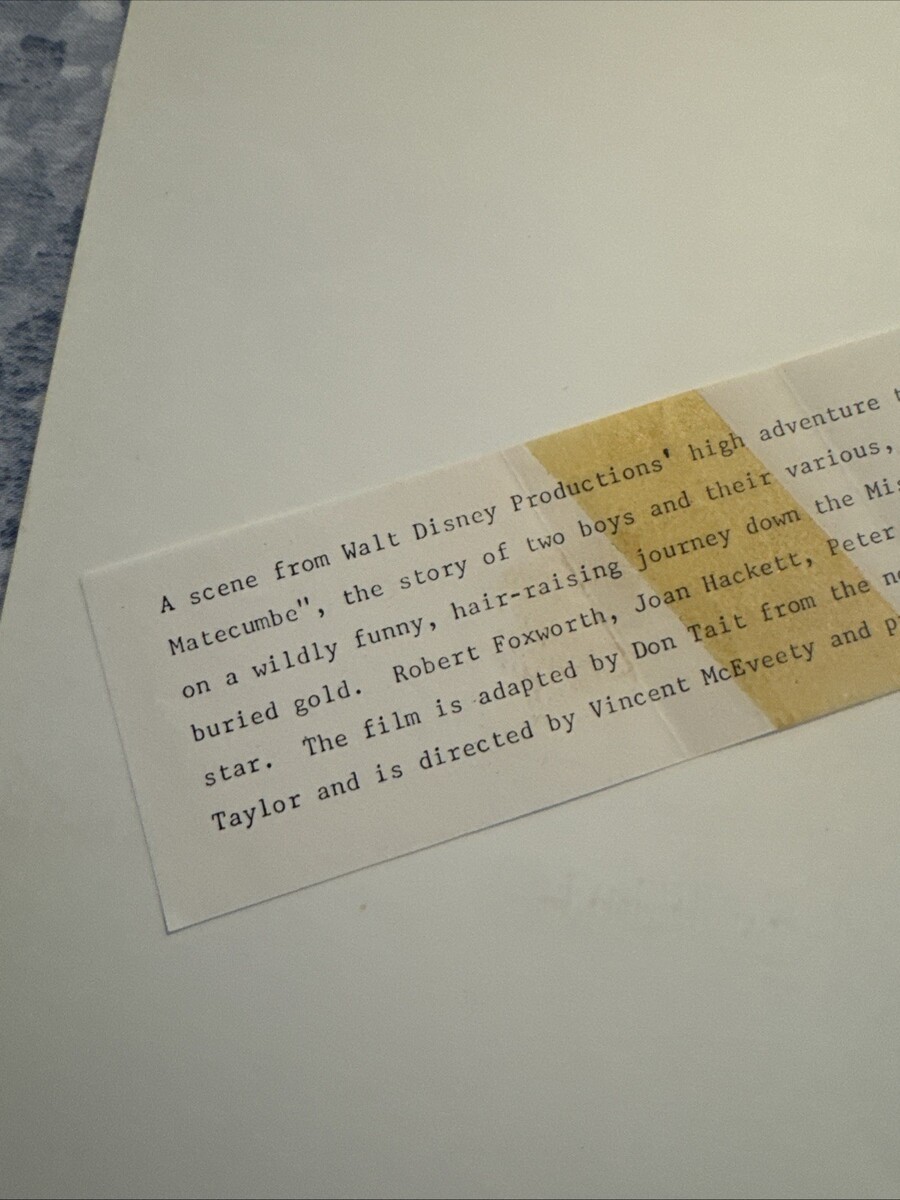 A scene from Walt Disney Productions' high adventure
Matecumbe", the story of two boys and their various,
on a wildly funny, hair-raising journey down the
buried gold. Robert Foxworth, Joan Hackett, Peter
star. The film is adapted by Don Tait from the
Taylor and is directed by Vincent McEveety and